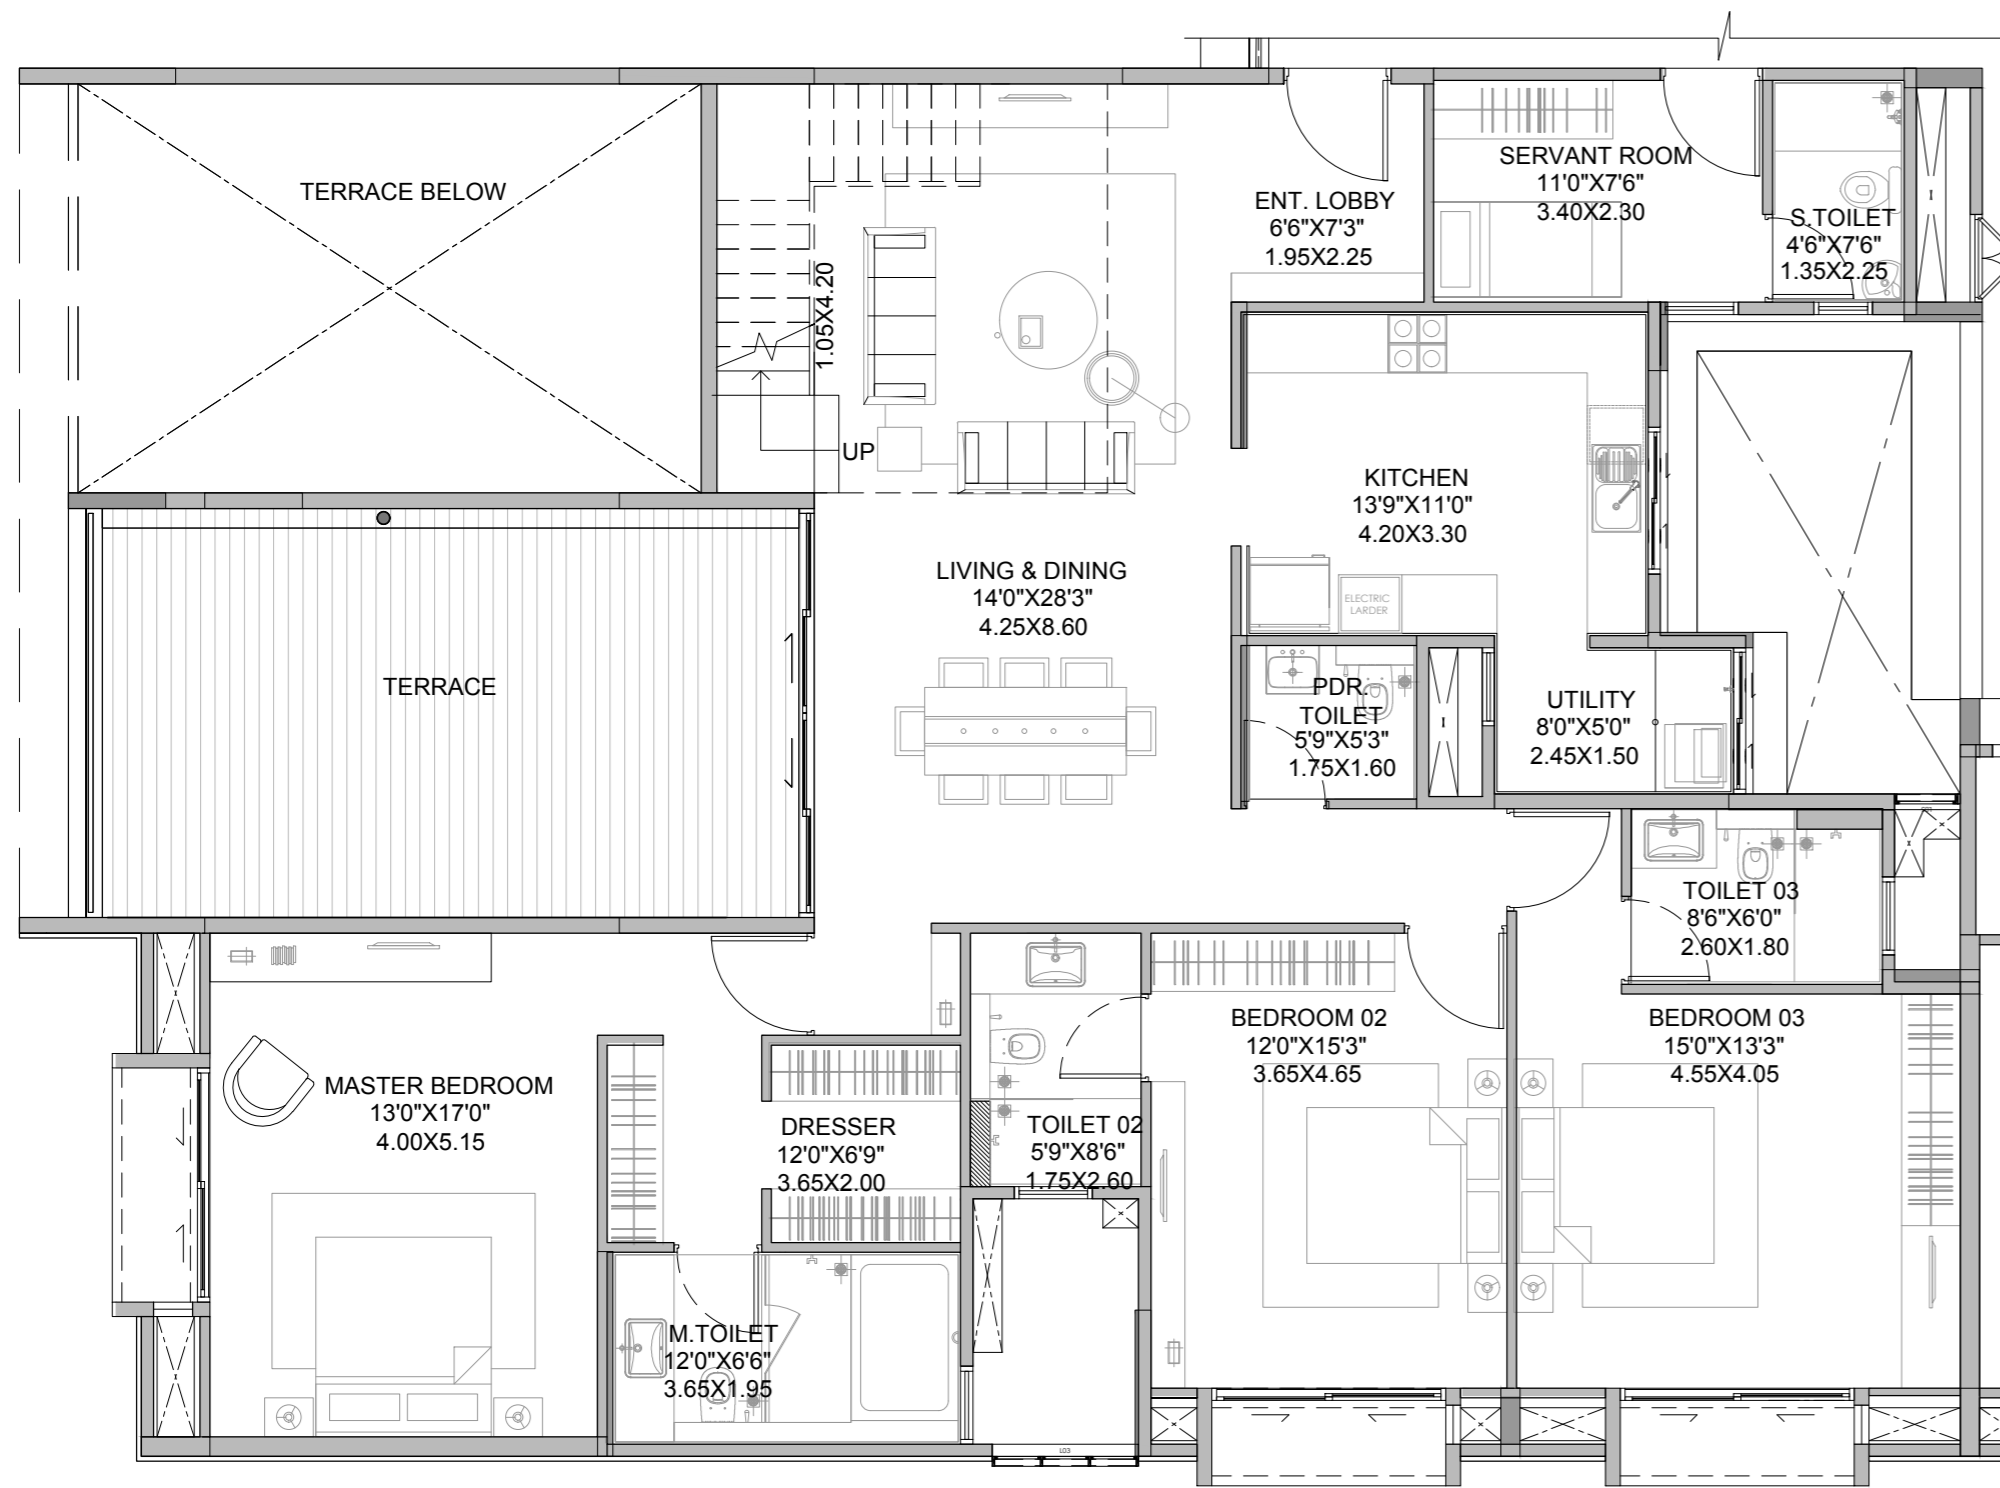 TERRACE BELOW
1.05X4.20
UP
ENT. LOBBY
6'6"X7'3"
1.95X2.25
SERVANT ROOM
11'0"X7'6"
3.40X2.30
S.TOILET
4'6"X7'6"
1.35X2.25
KITCHEN
13'9"X11'0"
4.20X3.30
ELECTRIC
LARDER
LIVING & DINING
14'0"X28'3"
4.25X8.60
TERRACE
PDR.
TOILET
5'9"X5'3"
1.75X1.60
UTILITY
8'0"X5'0"
2.45X1.50
TOILET 03
8'6"X6'0"
2.60X1.80
MASTER BEDROOM
13'0"X17'0"
4.00X5.15
DRESSER
12'0"X6'9"
3.65X2.00
TOILET 02
5'9"X8'6"
1.75X2.60
BEDROOM 02
12'0"X15'3"
3.65X4.65
BEDROOM 03
15'0"X13'3"
4.55X4.05
M.TOILET
12'0"X6'6"
3.65X1.95
L03